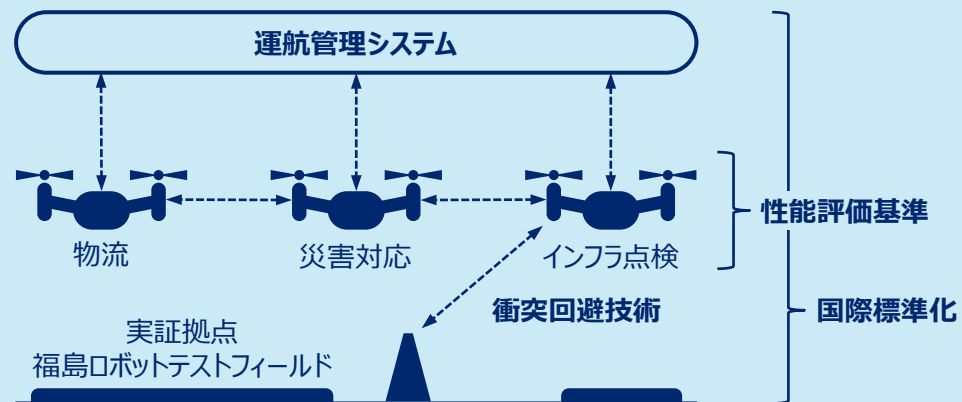 運航管理システム
物流
災害対応
インフラ点検
性能評価基準
衝突回避技術
国際標準化
実証拠点
福島ロボットテストフィールド